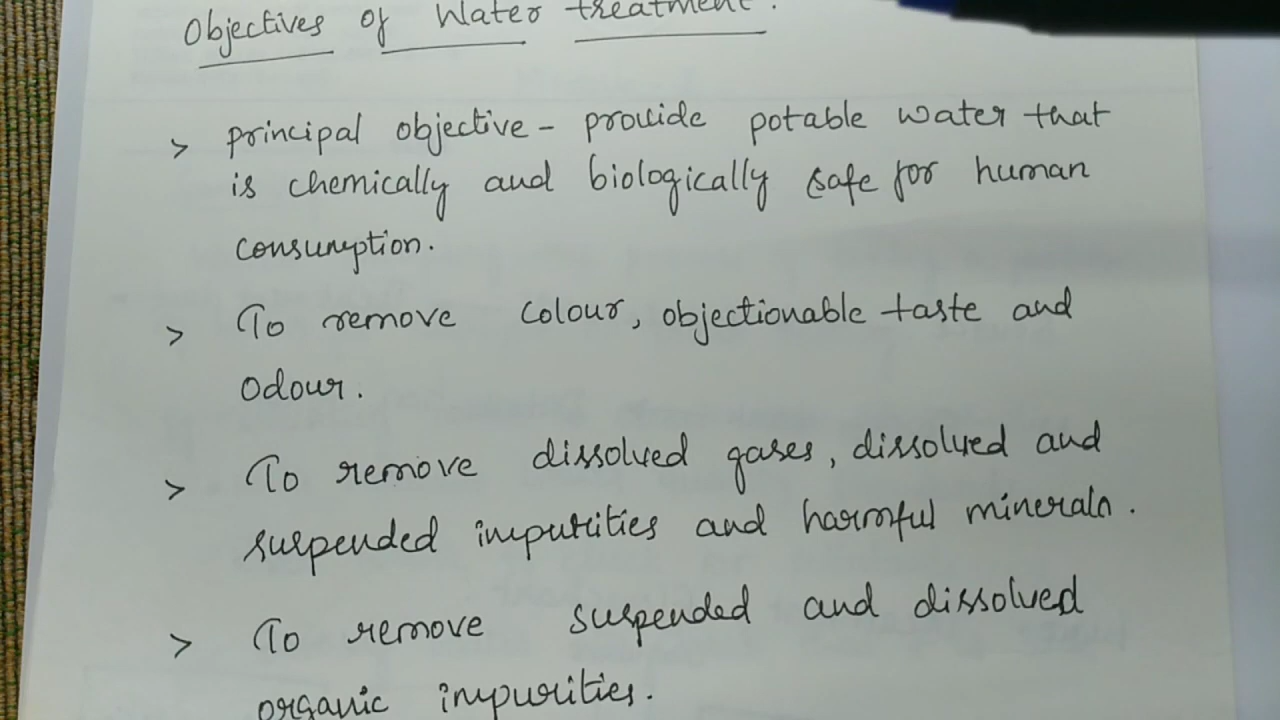 Objectives of Water treatment.
> principal objective - provide potable water that
is chemically and biologically safe for human
consumption.
> To remove colour, objectionable taste and
odour.
> To remove dissolved gases, dissolved and
suspended impurities and harmful minerals.
> To remove suspended and dissolved
organic impurities.